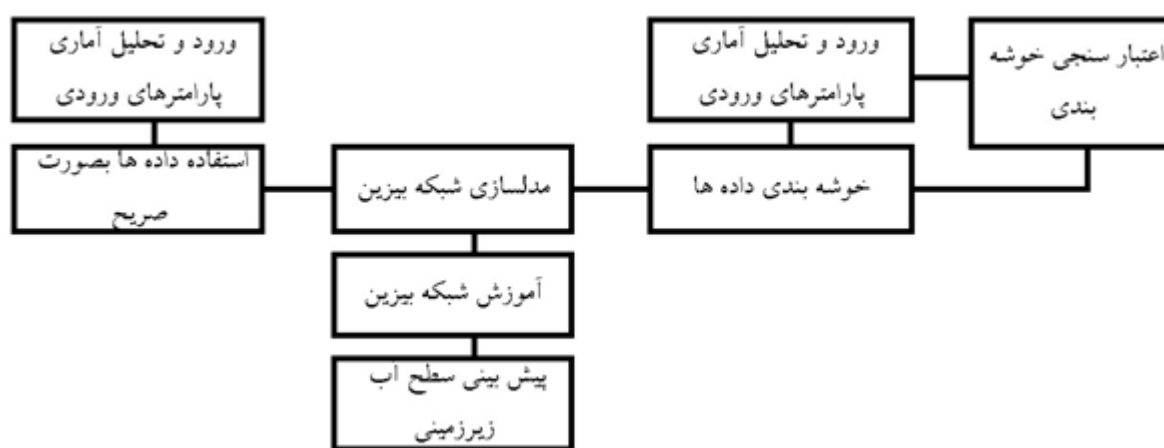 ورود و تحلیل آماری
پارامترهای ورودی
ورود و تحلیل آماری
پارامترهای ورودی
اعتبار سنجی خوشه
بندی
استفاده داده ها بصورت
صریح
مدلسازی شبکه بیزین
خوشه بندی داده ها
آموزش شبکه بیزین
پیش بینی سطح آب
زیرزمینی